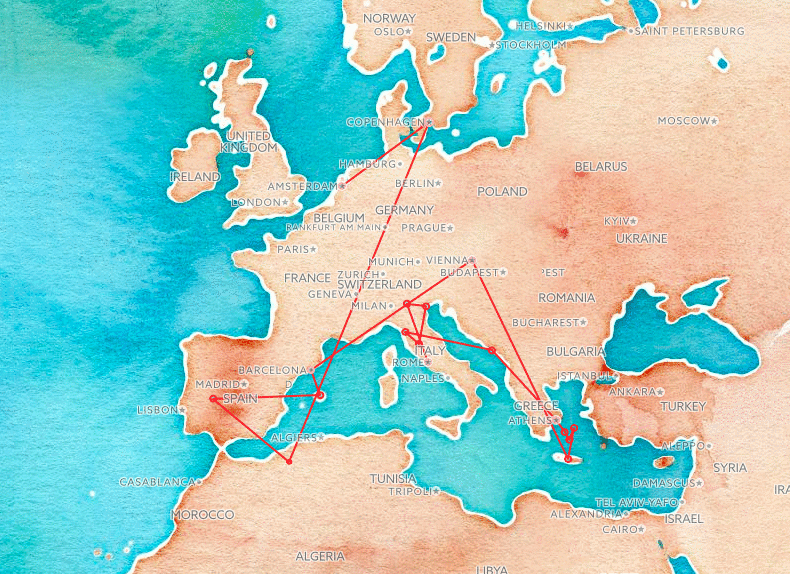 NORWAY
OSLO
SWEDEN
HELSINKI
STOCKHOLM
SAINT PETERSBURG
COPENHAGEN
MOSCOW
UNITED
KINGDOM
IRELAND
HAMBURG
AMSTERDAM
BERLIN
BELARUS
POLAND
LONDON
BELGIUM
GERMANY
RANKFURT AM MAIN
PRAGUE
KYIV
UKRAINE
PARIS
MUNICH
VIENNA
FRANCE
ZURICH
SWITZERLAND
BUDAPEST
PEST
GENEVA
MILAN
ROMANIA
BUCHAREST
ITALY
ROME
BULGARIA
BARCELONA
NAPLES
ISTANBUL
MADRID
D
SPAIN
ANKARA
LISBON
GREECE
TURKEY
ATHENS
ALGIERS
ALEPPO
TUNISIA
SYRIA
CASABLANCA
TRIPOLI
DAMASCUS
IRA
TEL AVIV-YAFO
MOROCCO
ALEXANDRIA
ISRAEL
CAIRO
ALGERIA
LIBYA